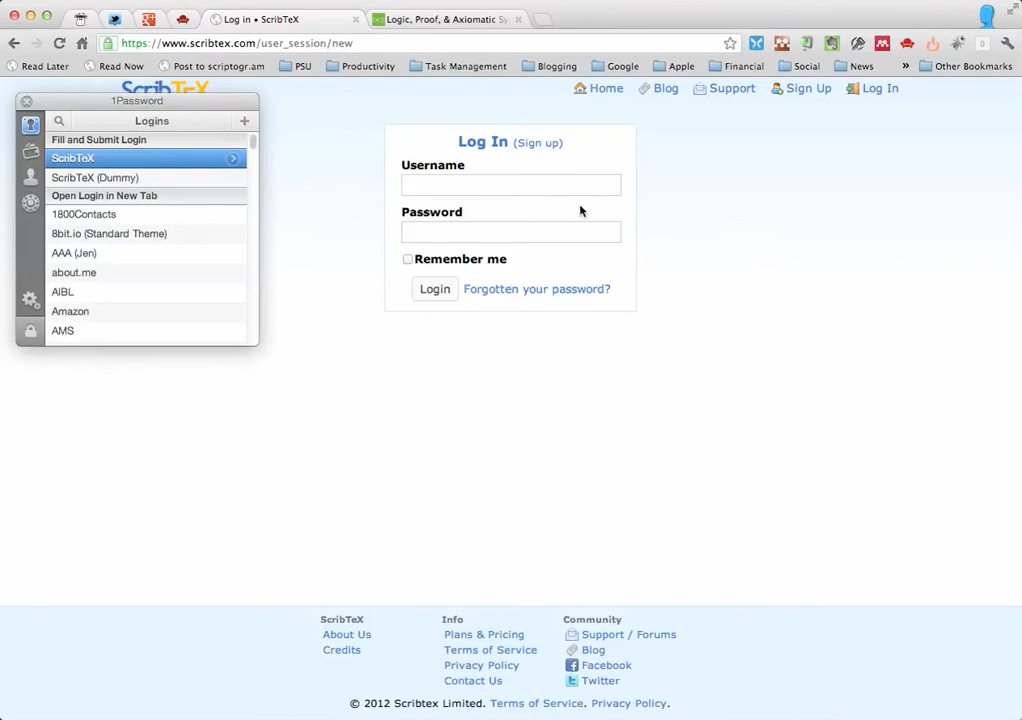 Log in • ScribTeX
Logic, Proof, & Axiomatic Sy
https://www.scribtex.com/user_session/new
0
Read Later
Read Now
Post to scriptogr.am
PSU
Productivity
Task Management
Blogging
Google
Apple
Financial
Social
News
»
Other Bookmarks
ScribTeX
Home
Blog
Support
Sign Up
Log In
1Password
Logins
Fill and Submit Login
ScribTeX
ScribTeX (Dummy)
Open Login in New Tab
1800Contacts
8bit.io (Standard Theme)
AAA (Jen)
about.me
AIBL
Amazon
AMS
Log In (Sign up)
Username
Password
Remember me
Login
Forgotten your password?
ScribTeX
About Us
Credits
Info
Plans & Pricing
Terms of Service
Privacy Policy
Contact Us
Community
Support / Forums
Blog
Facebook
Twitter
© 2012 Scribtex Limited. Terms of Service. Privacy Policy.